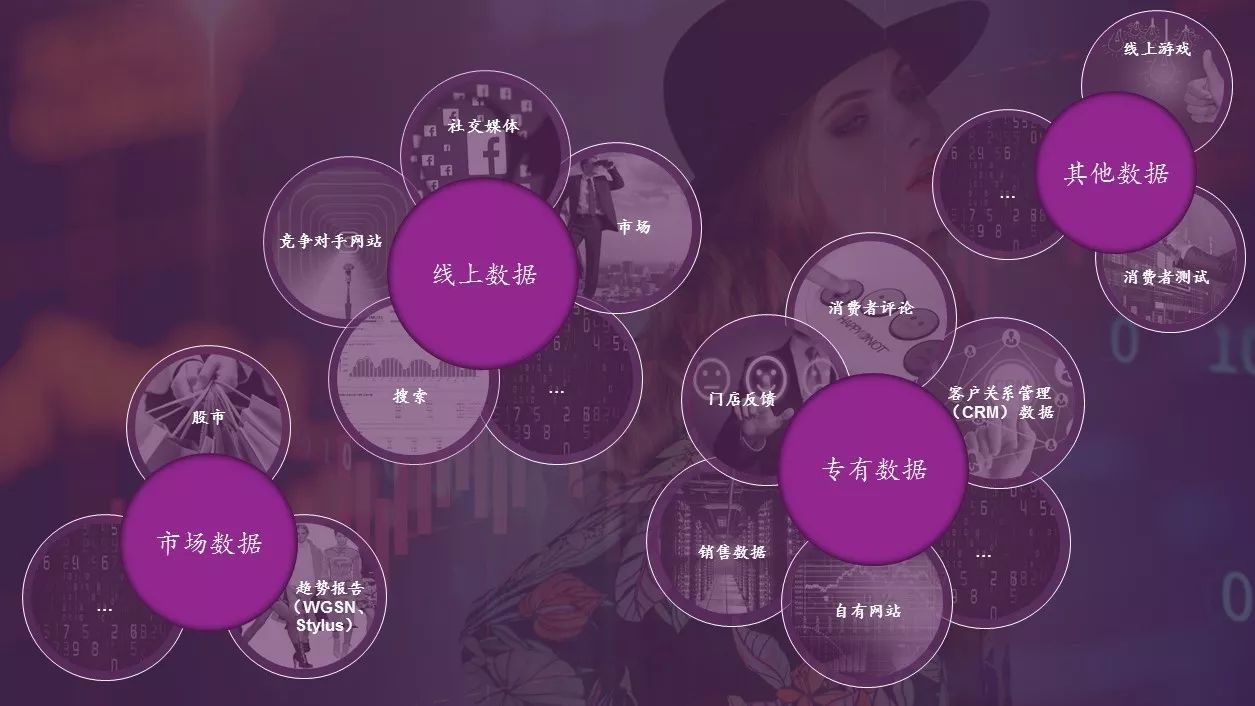 线上游戏
其他数据
...
消费者测试
社交媒体
竞争对手网站
市场
线上数据
搜索
...
消费者评论
门店反馈
客户关系管理
（CRM）数据
专有数据
销售数据
...
自有网站
股市
市场数据
...
趋势报告
（WGSN、
Stylus）